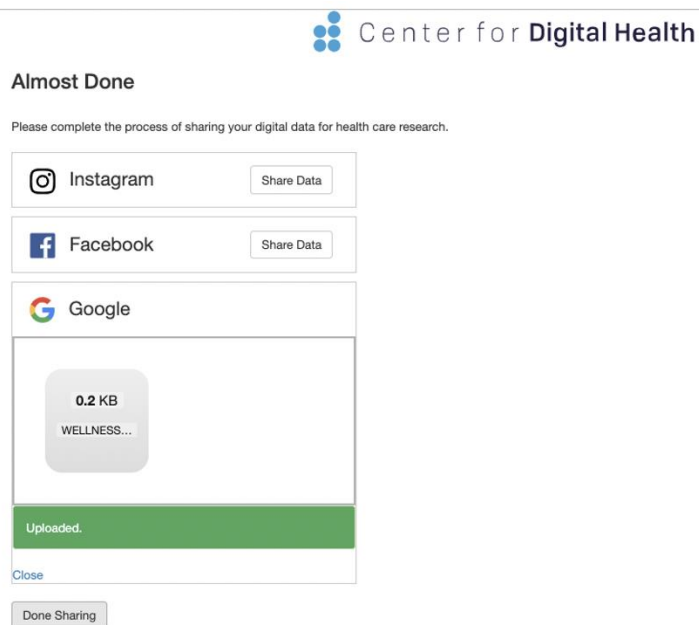 Center for Digital Health
Almost Done
Please complete the process of sharing your digital data for health care research.
Instagram Share Data
Facebook Share Data
Google
0.2 KB
WELLNESS...
Uploaded.
Close
Done Sharing